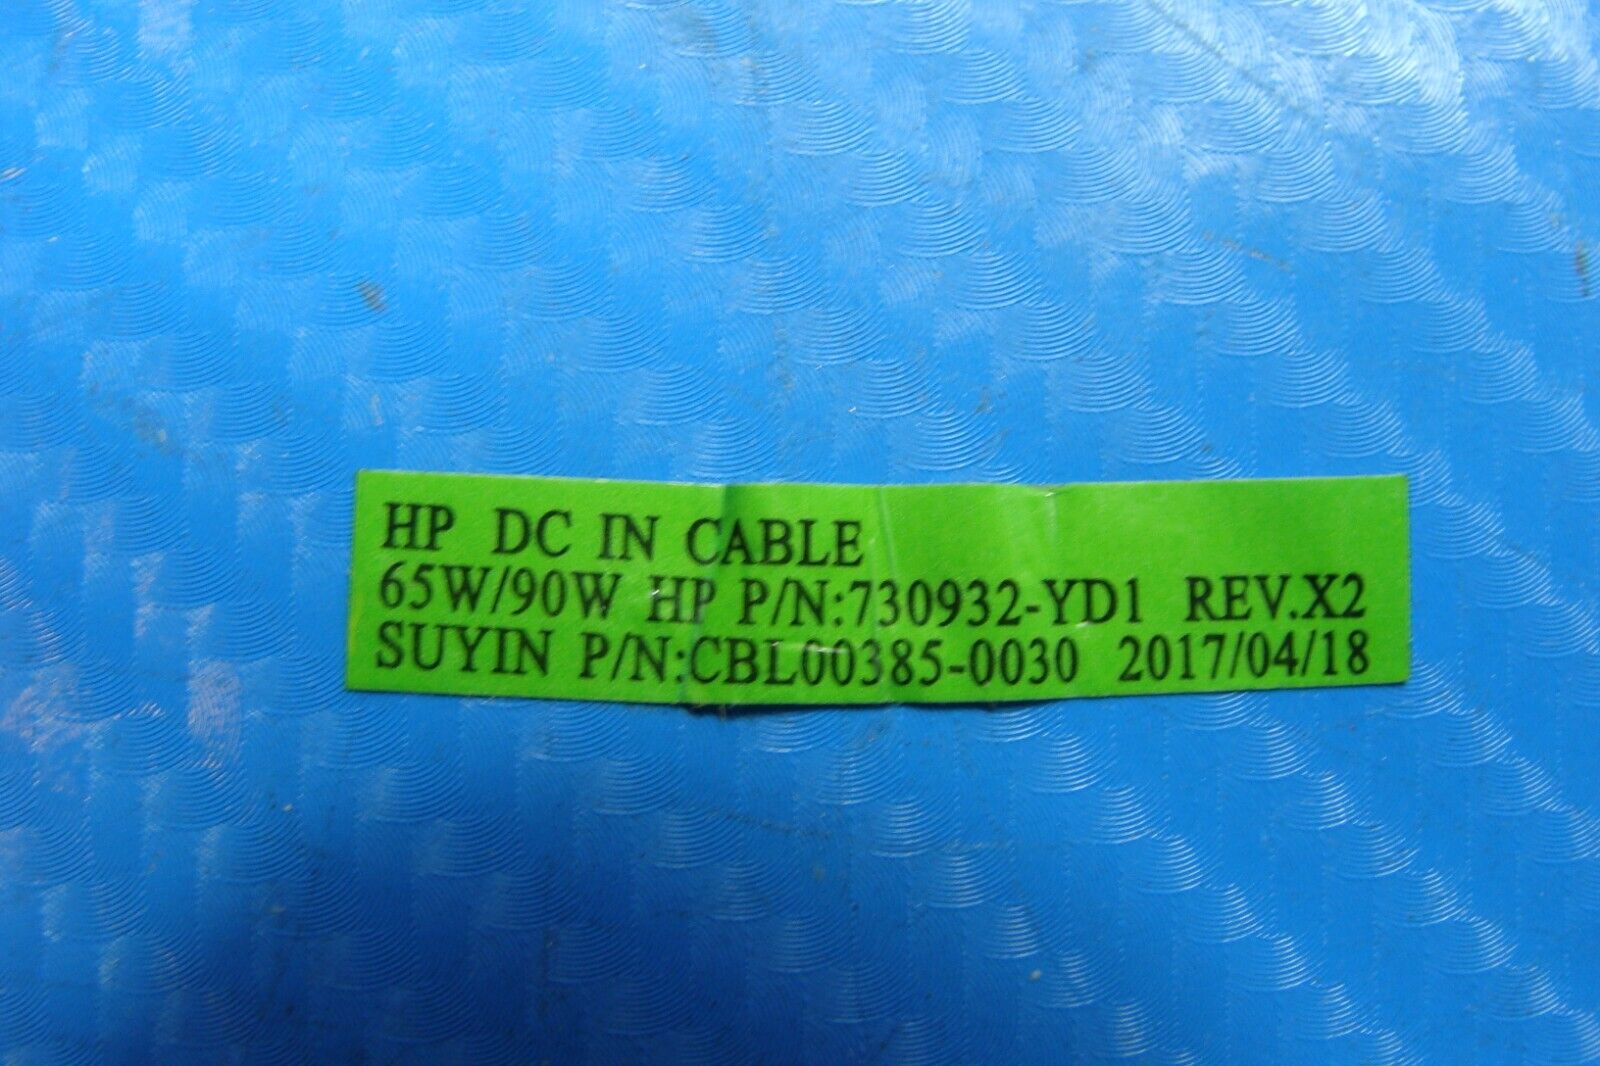 HP DC IN CABLE
65W/90W HP P/N:730932-YD1 REV.X2
SUYIN P/N:CBL00385-0030 2017/04/18